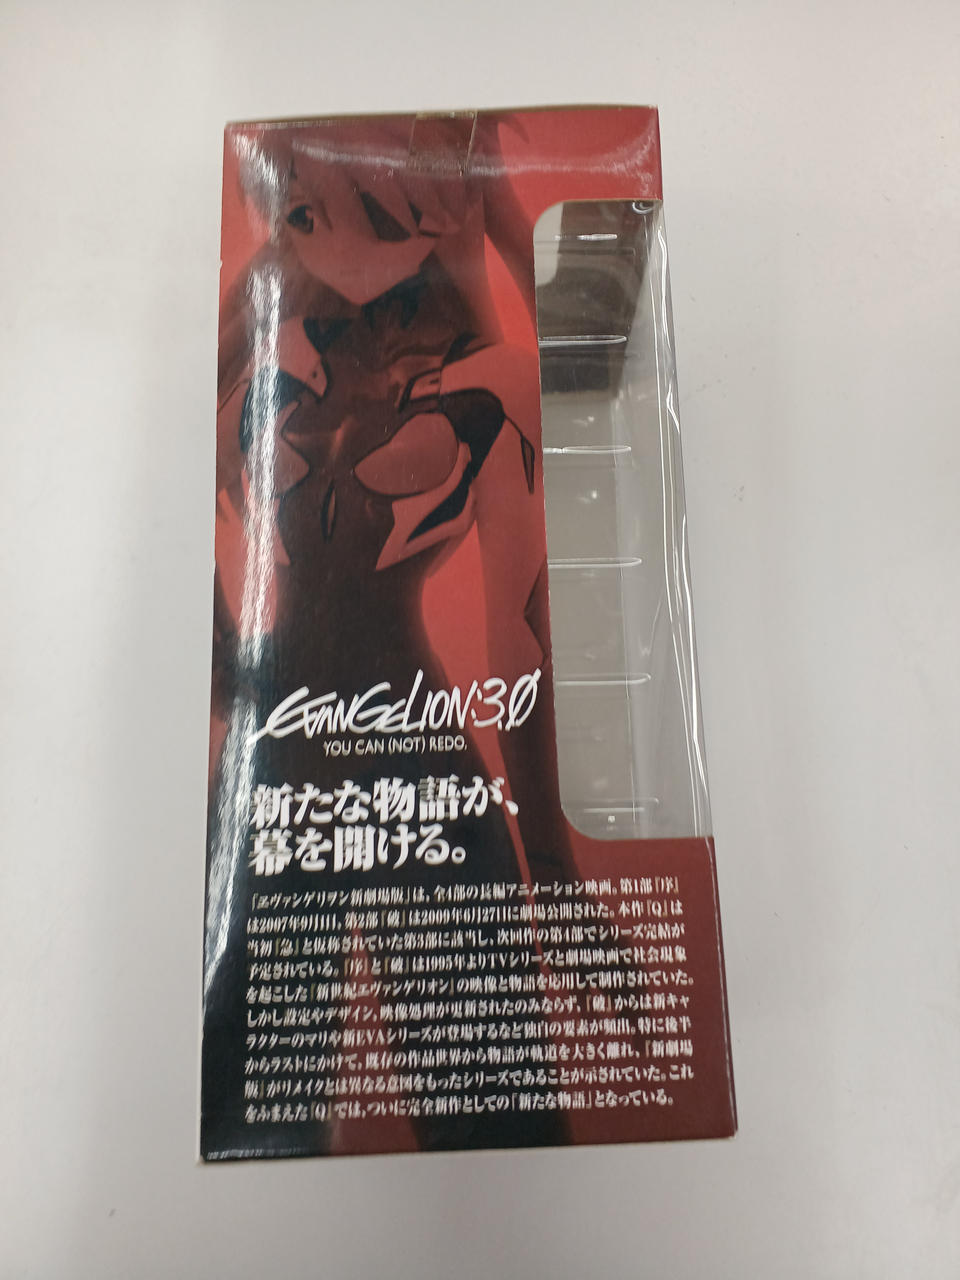 EVANGELION:3.0
YOU CAN (NOT) REDO.
新たな物語が、
幕を開ける。
『ヱヴァンゲリヲン新劇場版』は、全4部の長編アニメーション映画。第1部『序』
は2007年9月1日、第2部『破』は2009年6月27日に劇場公開された。本作『Q』は
当初『急』と仮称されていた第3部に該当し、次回作の第4部でシリーズ完結が
予定されている。『序』と『破』は1995年よりTVシリーズと劇場映画で社会現象
を起こした『新世紀エヴァンゲリオン』の映像と物語を応用して制作されていた。
しかし設定やデザイン、映像処理が更新されたのみならず、『破』からは新キャ
ラクターのマリや新EVAシリーズが登場するなど独自の要素が頻出。特に後半
からラストにかけて、既存の作品世界から物語が軌道を大きく離れ、『新劇場
版』がリメイクとは異なる意図をもったシリーズであることが示されていた。これ
をふまえた『Q』では、ついに完全新作としての「新たな物語」となっている。